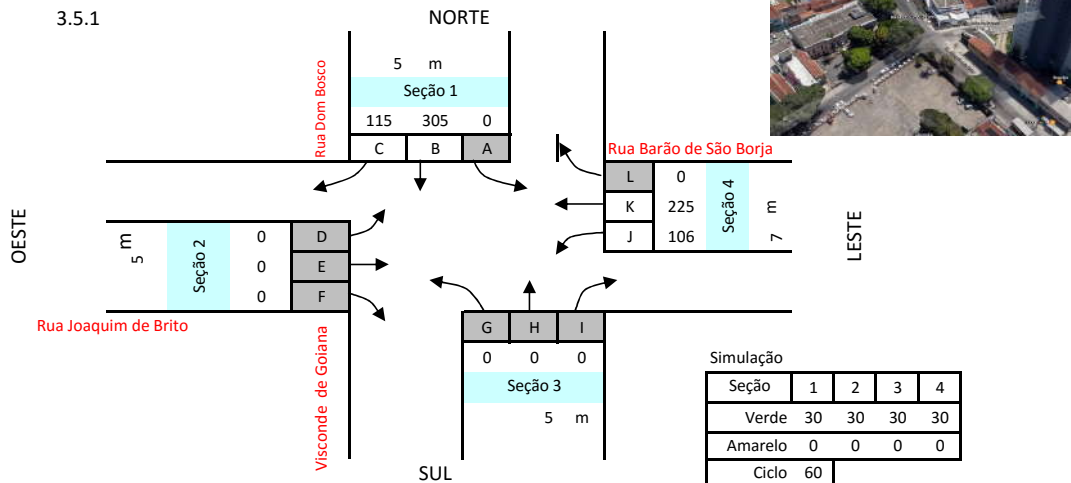 3.5.1
NORTE
Rua Dom Bosco
5 m
Seção 1
115 305 0
C B A
Rua Barão de São Borja
L 0
K 225
J 106
Seção 4
7 m
LESTE
OESTE
5 m
Seção 2
0 D
0 E
0 F
Rua Joaquim de Brito
Visconde de Goiana
G H I
0 0 0
Seção 3
5 m
SUL
Simulação
Seção 1 2 3 4
Verde 30 30 30 30
Amarelo 0 0 0 0
Ciclo 60